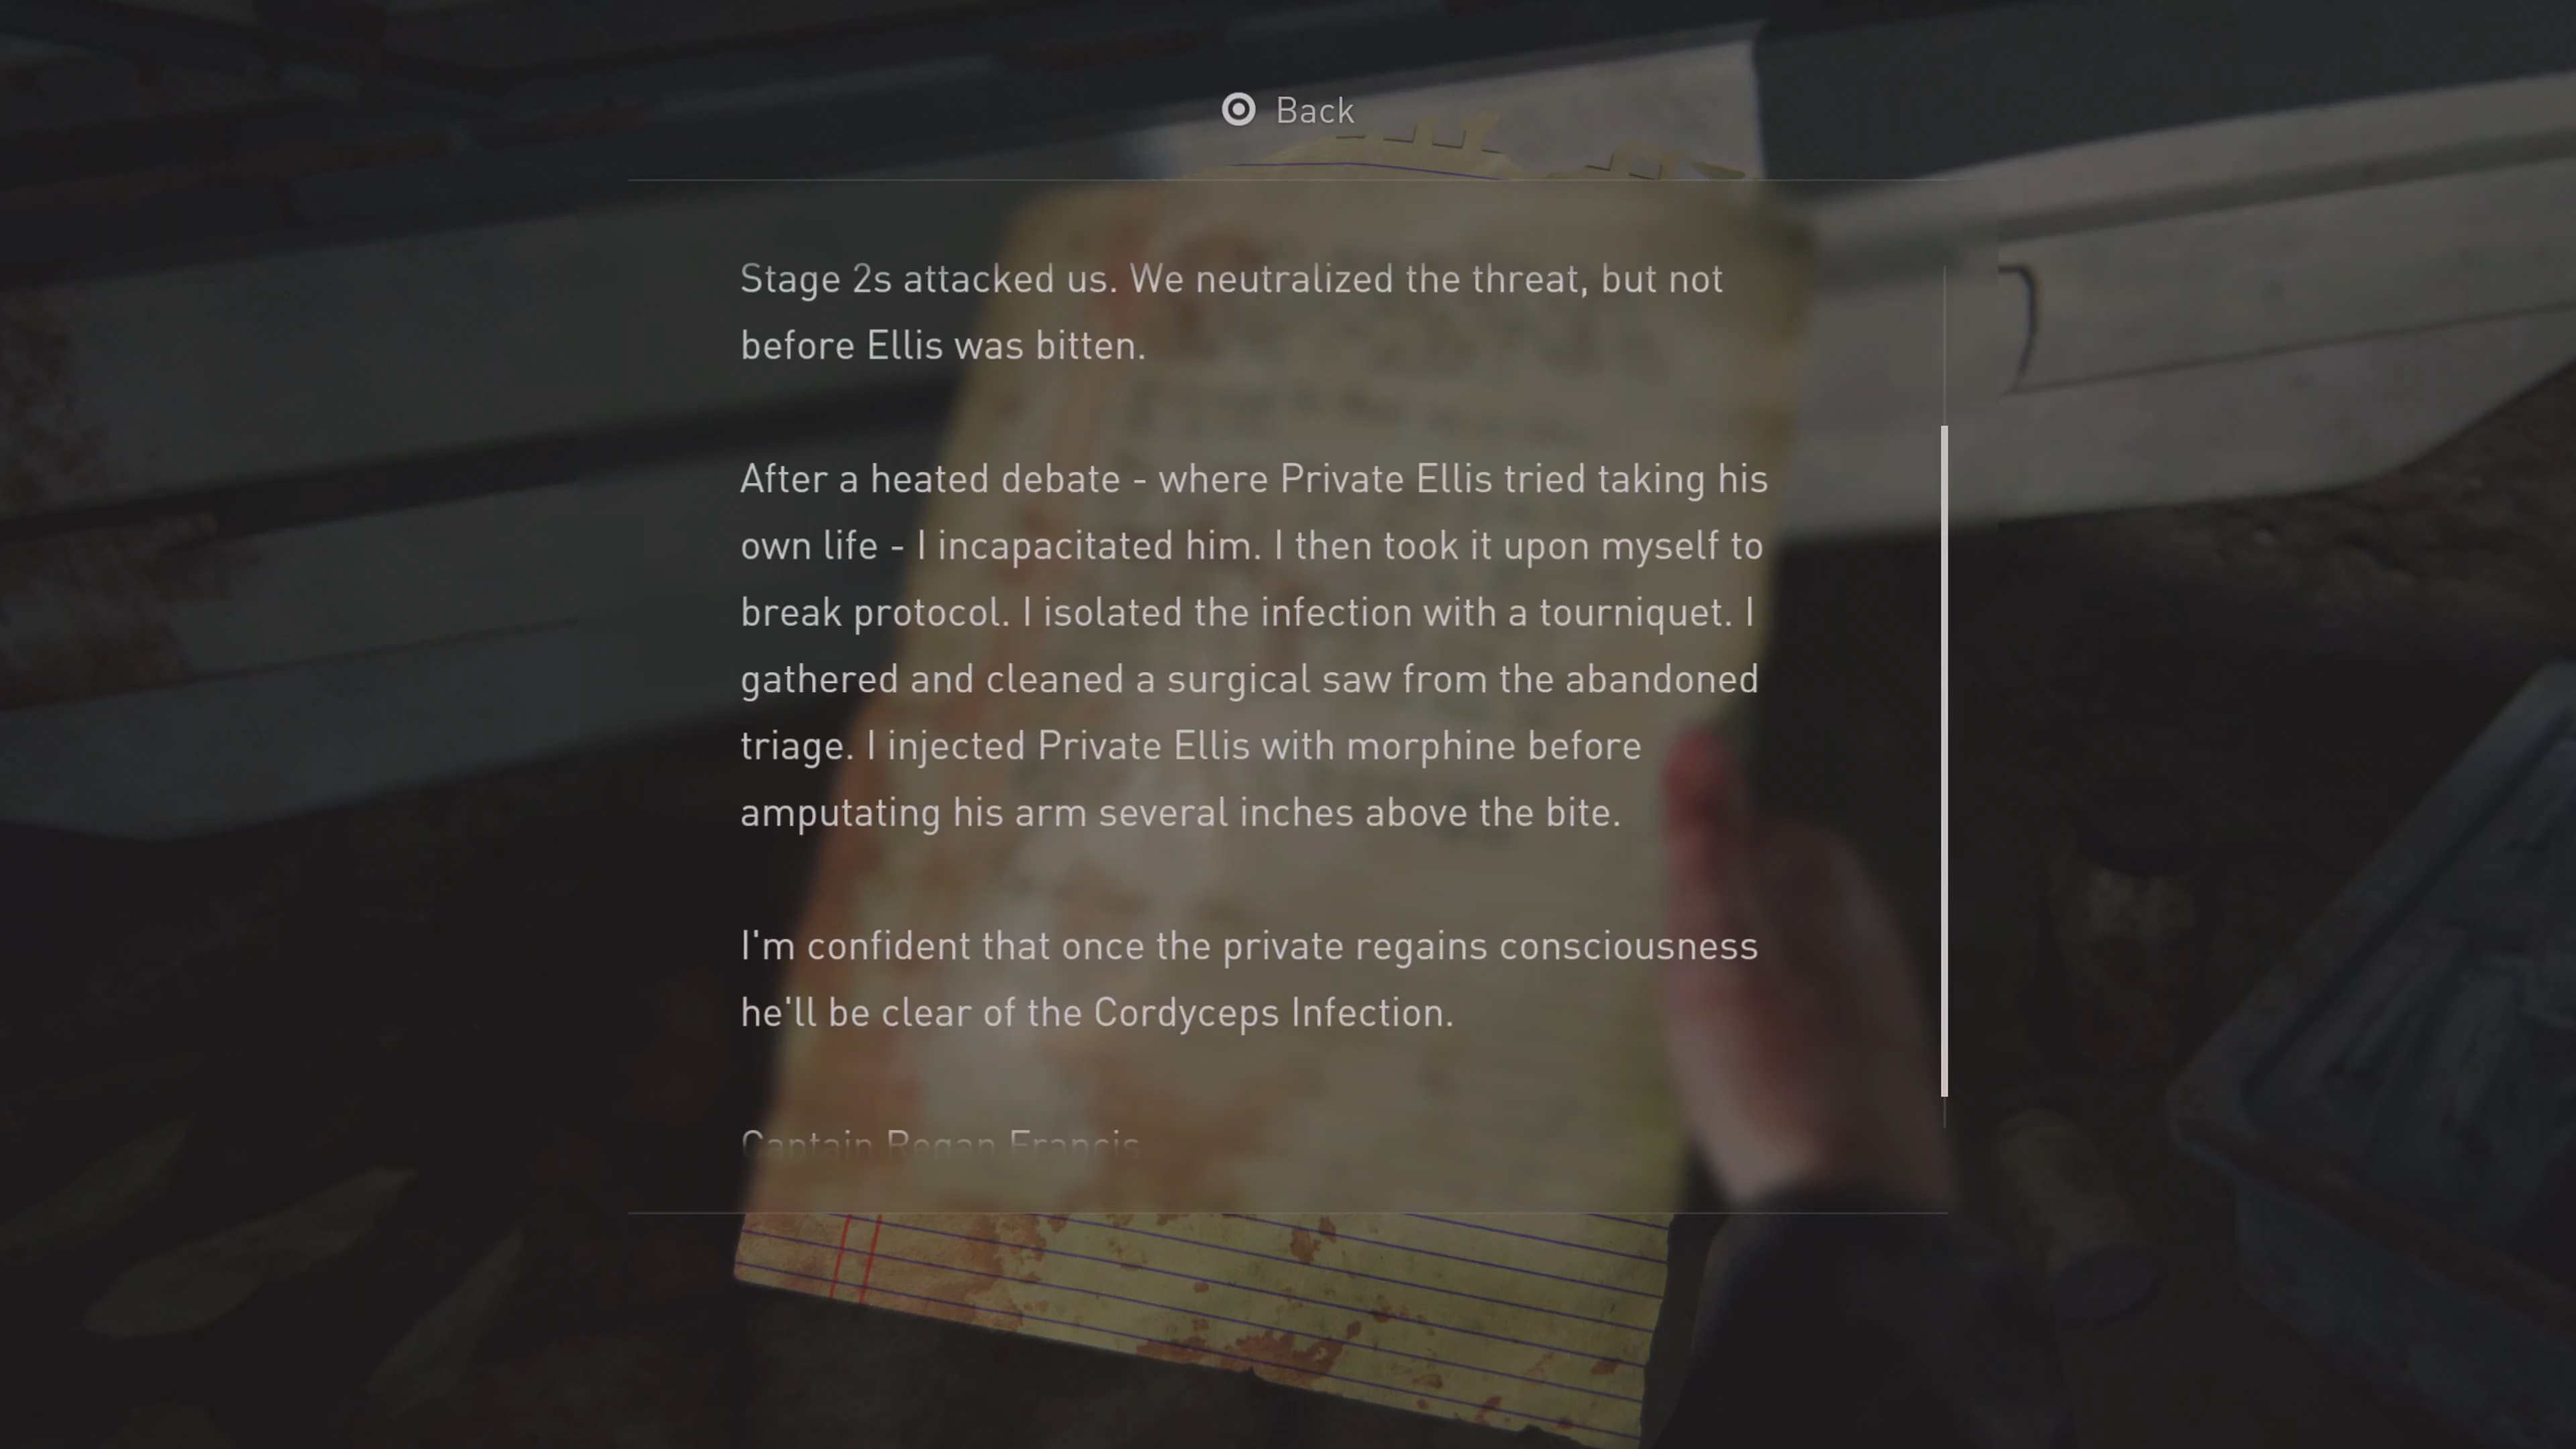 Back
Stage 2s attacked us. We neutralized the threat, but not
before Ellis was bitten.
After a heated debate - where Private Ellis tried taking his
own life - I incapacitated him. I then took it upon myself to
break protocol. I isolated the infection with a tourniquet. I
gathered and cleaned a surgical saw from the abandoned
triage. I injected Private Ellis with morphine before
amputating his arm several inches above the bite.
I'm confident that once the private regains consciousness
he'll be clear of the Cordyceps Infection.
Captain Regan Francis